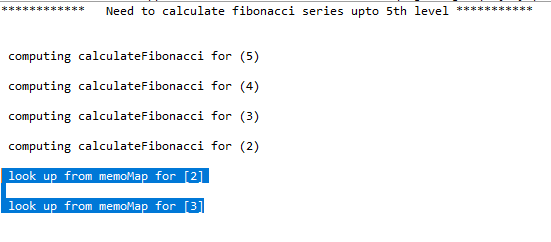 ************   Need to calculate fibonacci series upto 5th level ***********
computing calculateFibonacci for (5)
computing calculateFibonacci for (4)
computing calculateFibonacci for (3)
computing calculateFibonacci for (2)
look up from memoMap for [2]
look up from memoMap for [3]